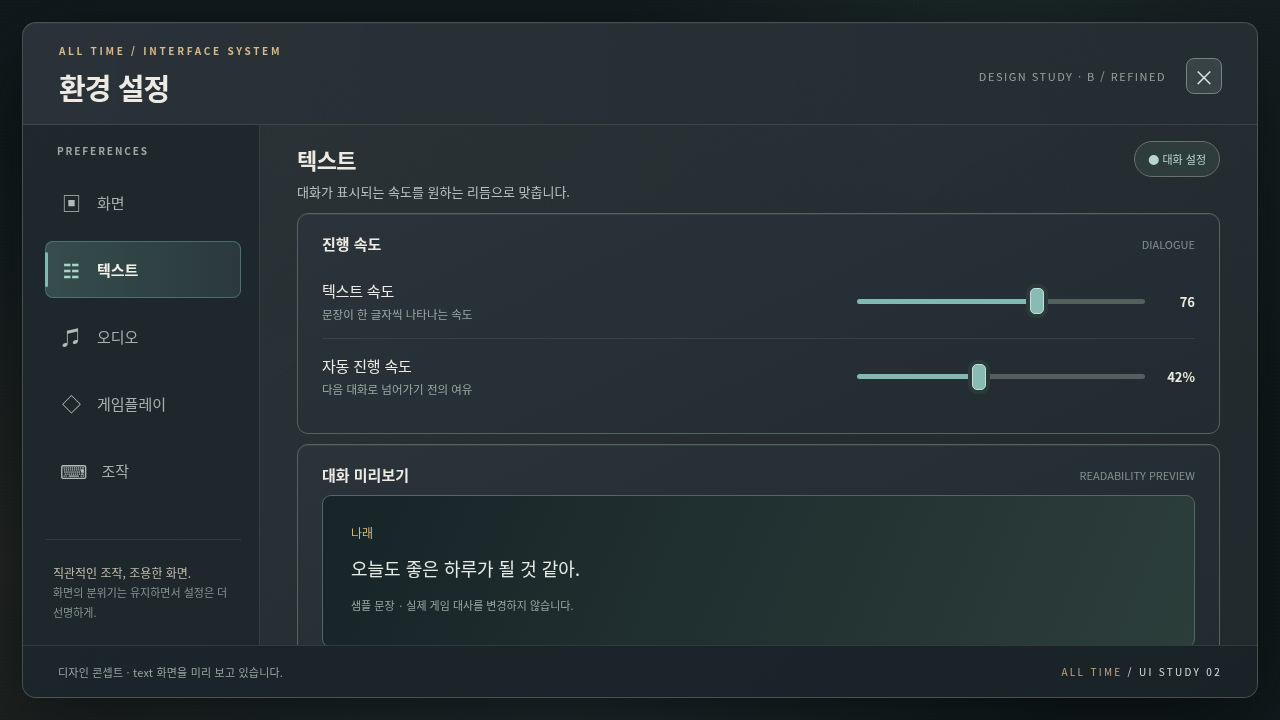 ALL TIME / INTERFACE SYSTEM
환경 설정
DESIGN STUDY · B / REFINED
PREFERENCES
화면
텍스트
오디오
게임플레이
조작
직관적인 조작, 조용한 화면.
화면의 분위기는 유지하면서 설정은 더
선명하게.
텍스트
대화가 표시되는 속도를 원하는 리듬으로 맞춥니다.
대화 설정
진행 속도
DIALOGUE
텍스트 속도
문장이 한 글자씩 나타나는 속도
76
자동 진행 속도
다음 대화로 넘어가기 전의 여유
42%
대화 미리보기
READABILITY PREVIEW
나래
오늘도 좋은 하루가 될 것 같아.
샘플 문장 · 실제 게임 대사를 변경하지 않습니다.
디자인 콘셉트 · text 화면을 미리 보고 있습니다.
ALL TIME / UI STUDY 02